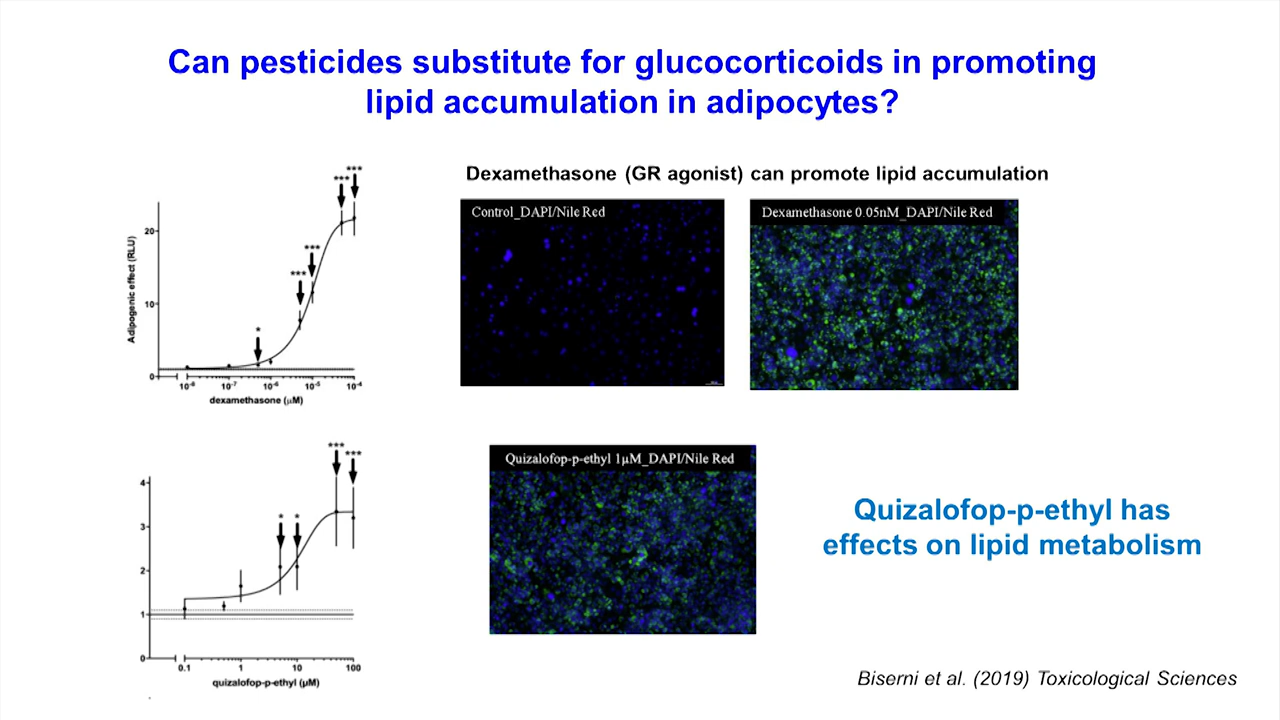 Can pesticides substitute for glucocorticoids in promoting
lipid accumulation in adipocytes?
Dexamethasone (GR agonist) can promote lipid accumulation
***
***
***
***
*
Adipogenic effect (RLU)
20
10
0
10⁻⁸ 10⁻⁷ 10⁻⁶ 10⁻⁵ 10⁻⁴
dexamethasone (μM)
Control_DAPI/Nile Red
Dexamethasone 0.05nM_DAPI/Nile Red
***
***
* *
4
3
2
1
0
0.1 1 10 100
quizalofop-p-ethyl (μM)
Quizalofop-p-ethyl 1μM_DAPI/Nile Red
Quizalofop-p-ethyl has
effects on lipid metabolism
Biserni et al. (2019) Toxicological Sciences